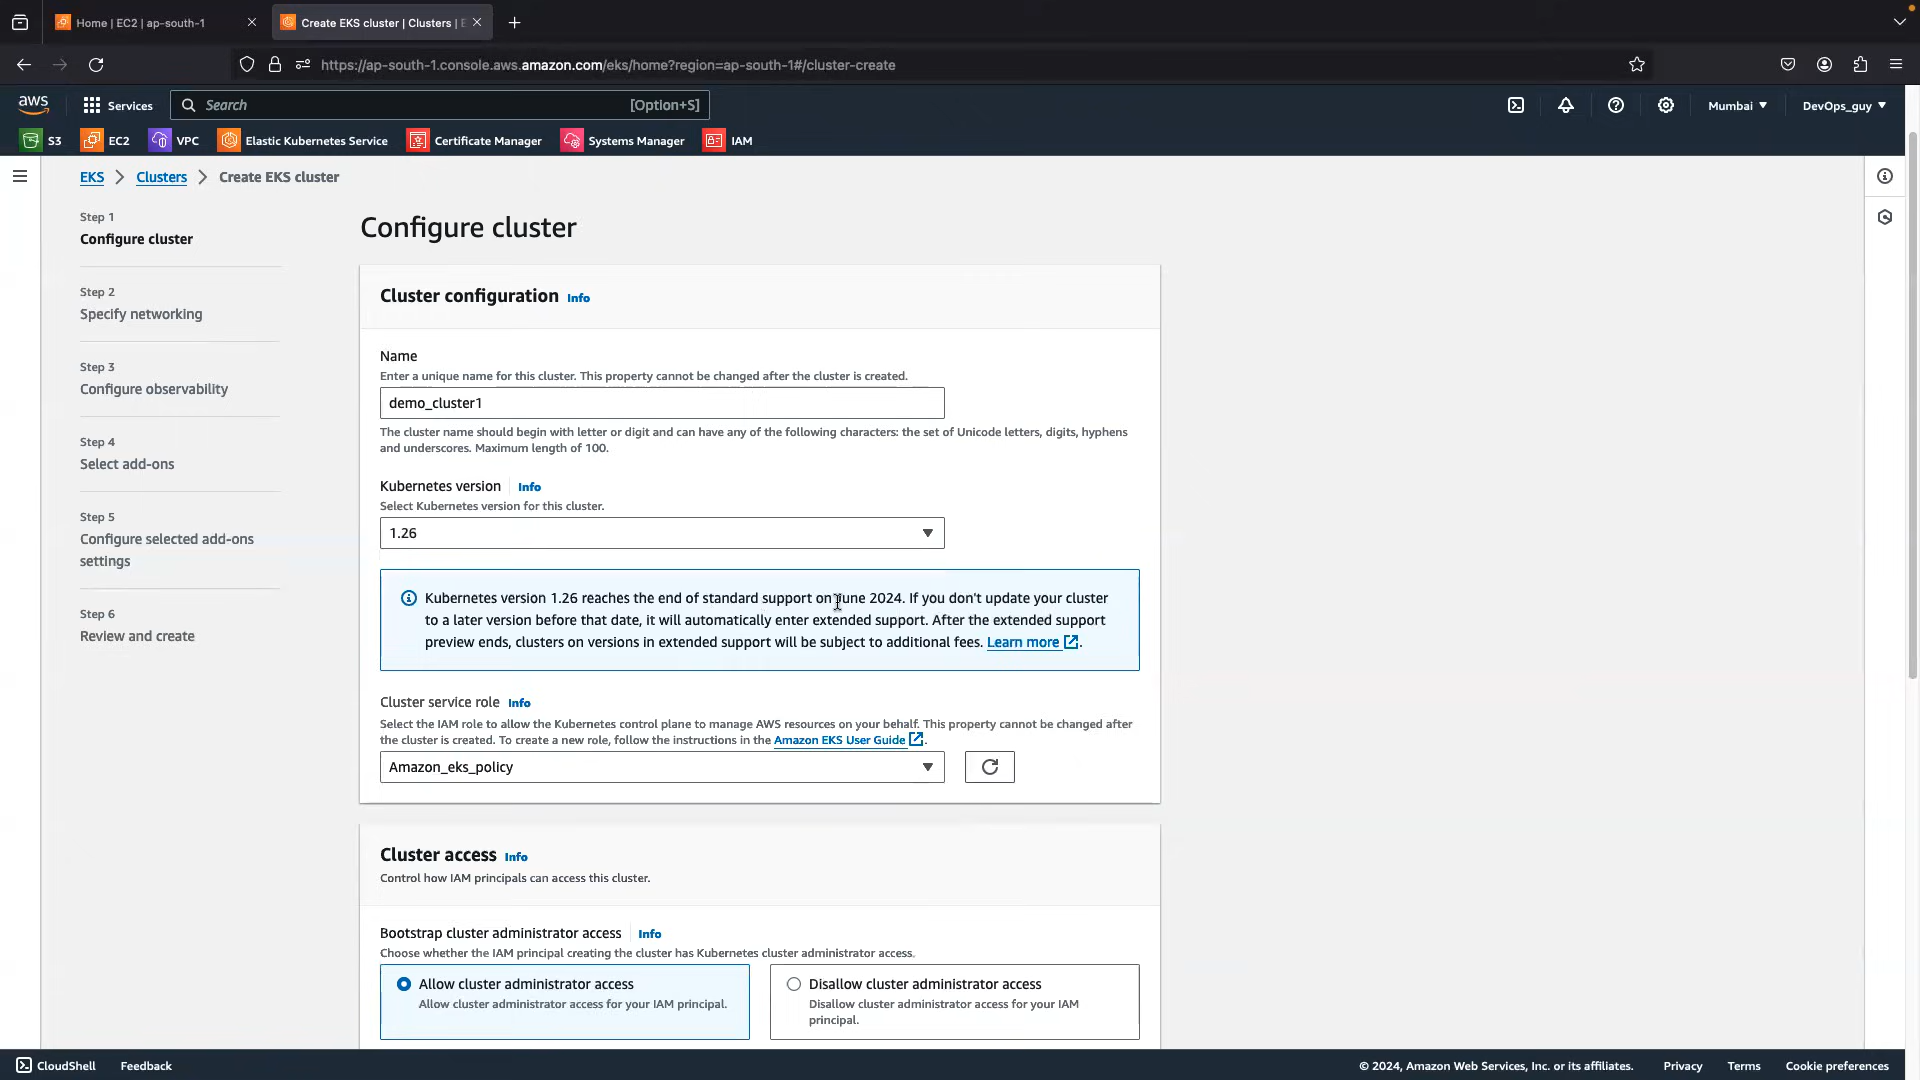 Home | EC2 | ap-south-1
Create EKS cluster | Clusters | E
https://ap-south-1.console.aws.amazon.com/eks/home?region=ap-south-1#/cluster-create
aws
Services
Search
[Option+S]
Mumbai
DevOps_guy
S3
EC2
VPC
Elastic Kubernetes Service
Certificate Manager
Systems Manager
IAM
EKS
Clusters
Create EKS cluster
Step 1
Configure cluster
Step 2
Specify networking
Step 3
Configure observability
Step 4
Select add-ons
Step 5
Configure selected add-ons
settings
Step 6
Review and create
Configure cluster
Cluster configuration Info
Name
Enter a unique name for this cluster. This property cannot be changed after the cluster is created.
demo_cluster1
The cluster name should begin with letter or digit and can have any of the following characters: the set of Unicode letters, digits, hyphens
and underscores. Maximum length of 100.
Kubernetes version Info
Select Kubernetes version for this cluster.
1.26
Kubernetes version 1.26 reaches the end of standard support on June 2024. If you don't update your cluster
to a later version before that date, it will automatically enter extended support. After the extended support
preview ends, clusters on versions in extended support will be subject to additional fees. Learn more.
Cluster service role Info
Select the IAM role to allow the Kubernetes control plane to manage AWS resources on your behalf. This property cannot be changed after
the cluster is created. To create a new role, follow the instructions in the Amazon EKS User Guide.
Amazon_eks_policy
Cluster access Info
Control how IAM principals can access this cluster.
Bootstrap cluster administrator access Info
Choose whether the IAM principal creating the cluster has Kubernetes cluster administrator access.
Allow cluster administrator access
Allow cluster administrator access for your IAM principal.
Disallow cluster administrator access
Disallow cluster administrator access for your IAM
principal.
CloudShell
Feedback
© 2024, Amazon Web Services, Inc. or its affiliates.
Privacy
Terms
Cookie preferences